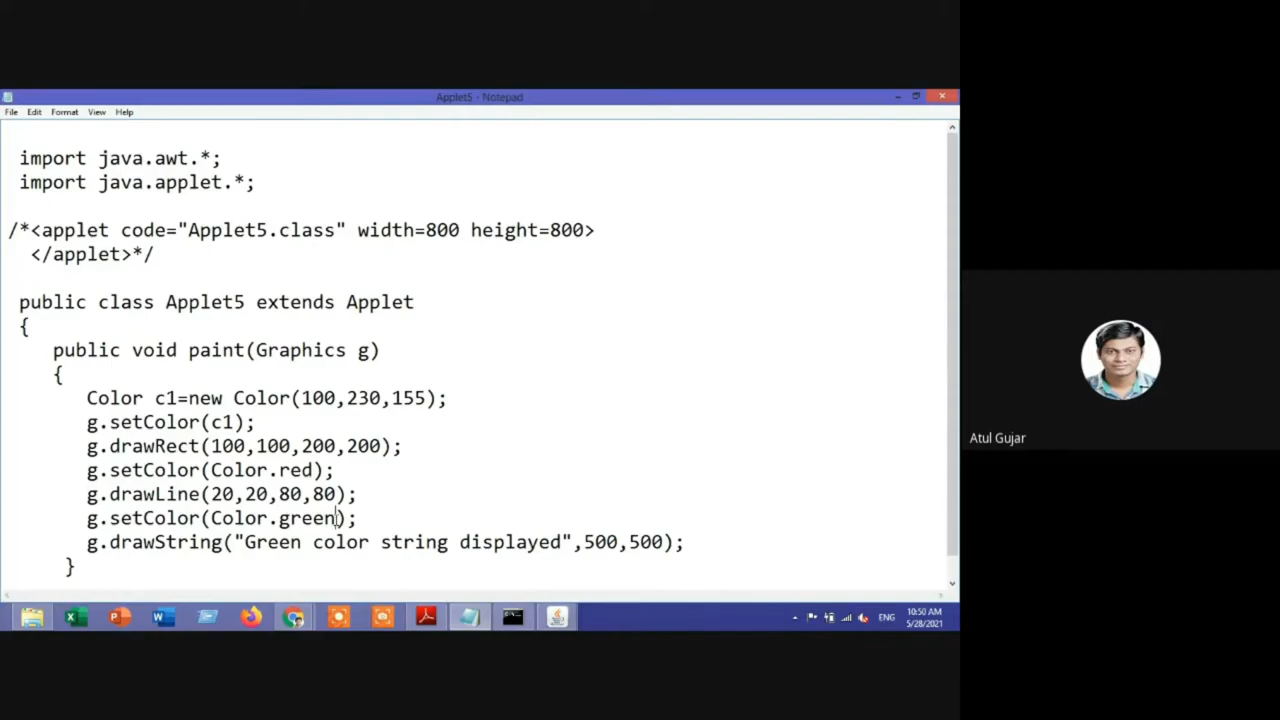 Applet5 - Notepad
File Edit Format View Help
import java.awt.*;
import java.applet.*;
/*<applet code="Applet5.class" width=800 height=800>
</applet>*/
public class Applet5 extends Applet
{
public void paint(Graphics g)
{
Color c1=new Color(100,230,155);
g.setColor(c1);
g.drawRect(100,100,200,200);
g.setColor(Color.red);
g.drawLine(20,20,80,80);
g.setColor(Color.green);
g.drawString("Green color string displayed",500,500);
}
Atul Gujar
ENG
10:50 AM
5/28/2021